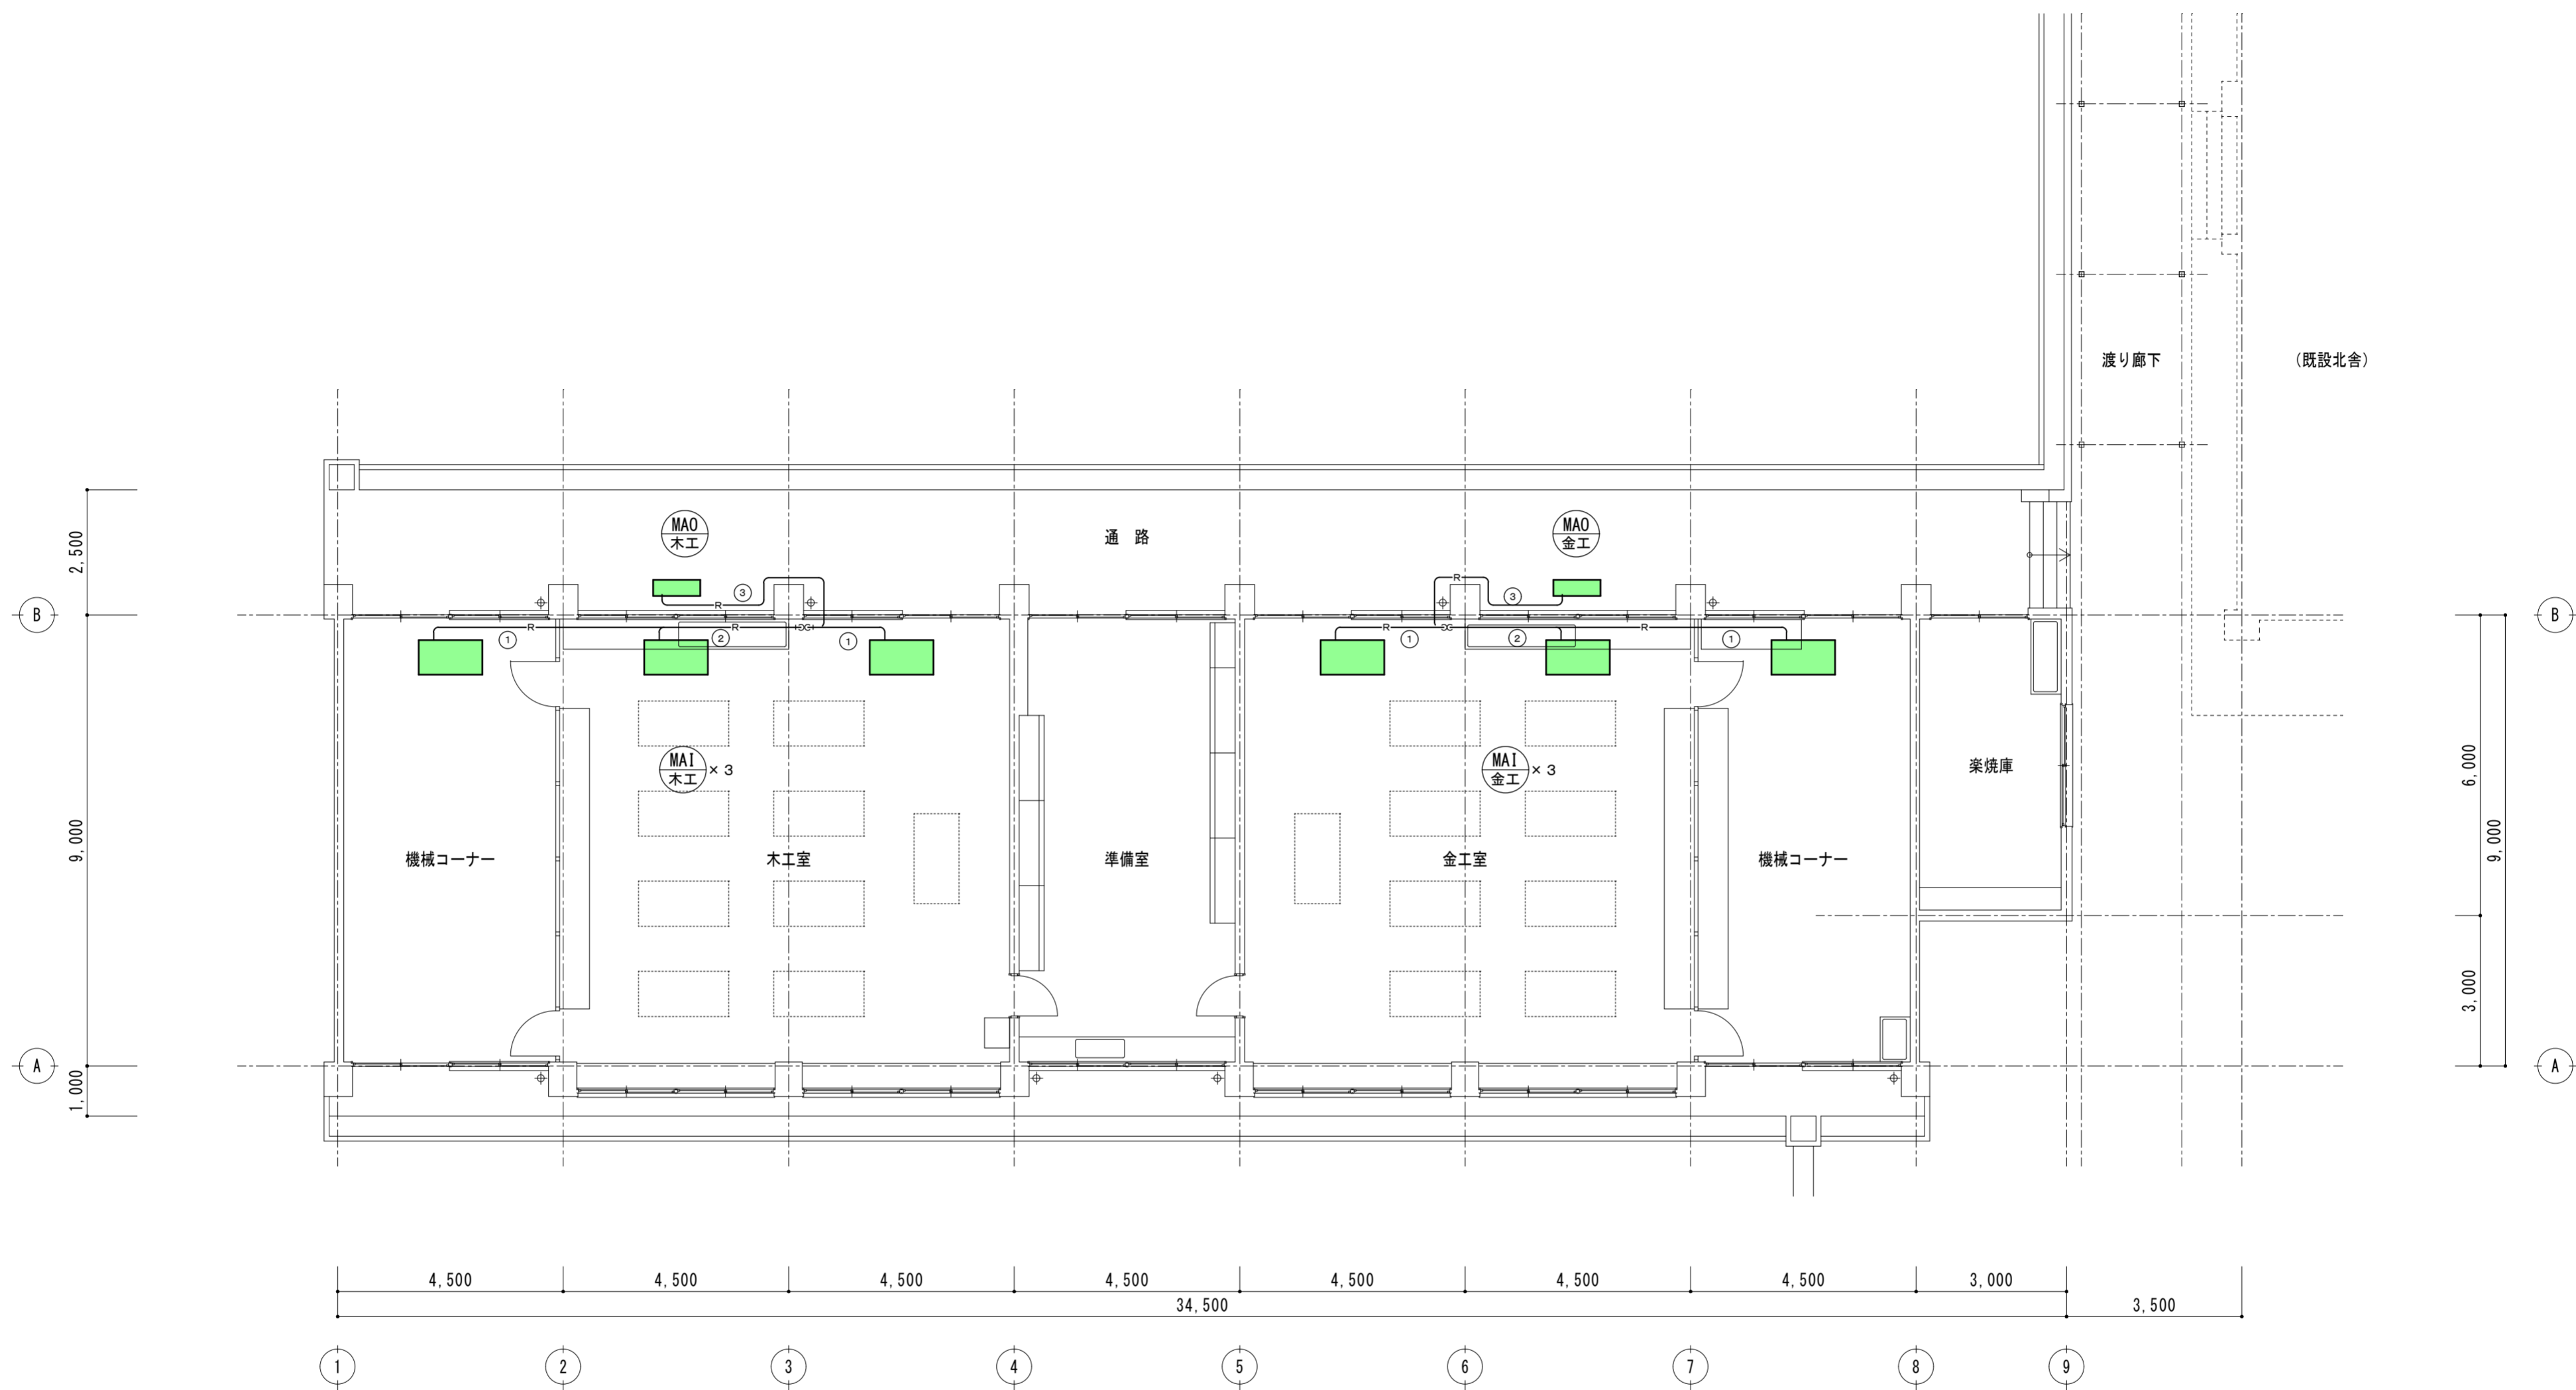 渡り廊下
(既設北舎)
2,500
MAO
木工
通 路
MAO
金工
③
R
R
③
B
B
R
①
R
②
①
R
①
②
R
①
MAI
木工
×3
MAI
金工
×3
楽焼庫
6,000
9,000
9,000
機械コーナー
木工室
準備室
金工室
機械コーナー
3,000
A
A
1,000
4,500
4,500
4,500
4,500
4,500
4,500
4,500
3,000
34,500
3,500
1
2
3
4
5
6
7
8
9